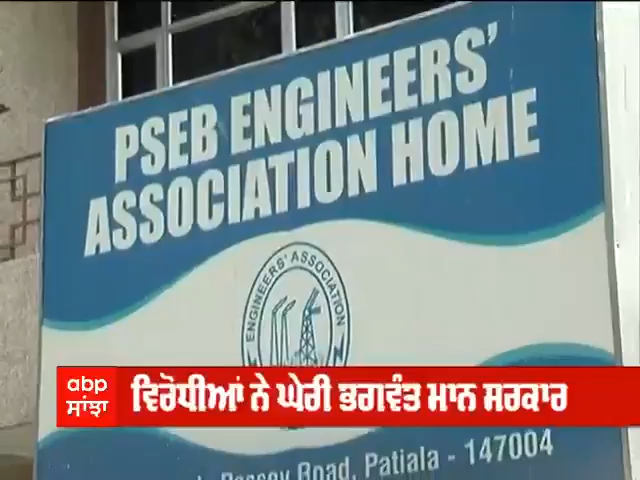 PSEB ENGINEERS'
ASSOCIATION HOME
ENGINEERS' ASSOCIATION
abp
ਸਾਂਝਾ
ਵਿਰੋਧੀਆਂ ਨੇ ਘੇਰੀ ਭਗਵੰਤ ਮਾਨ ਸਰਕਾਰ
Road, Patiala - 147004